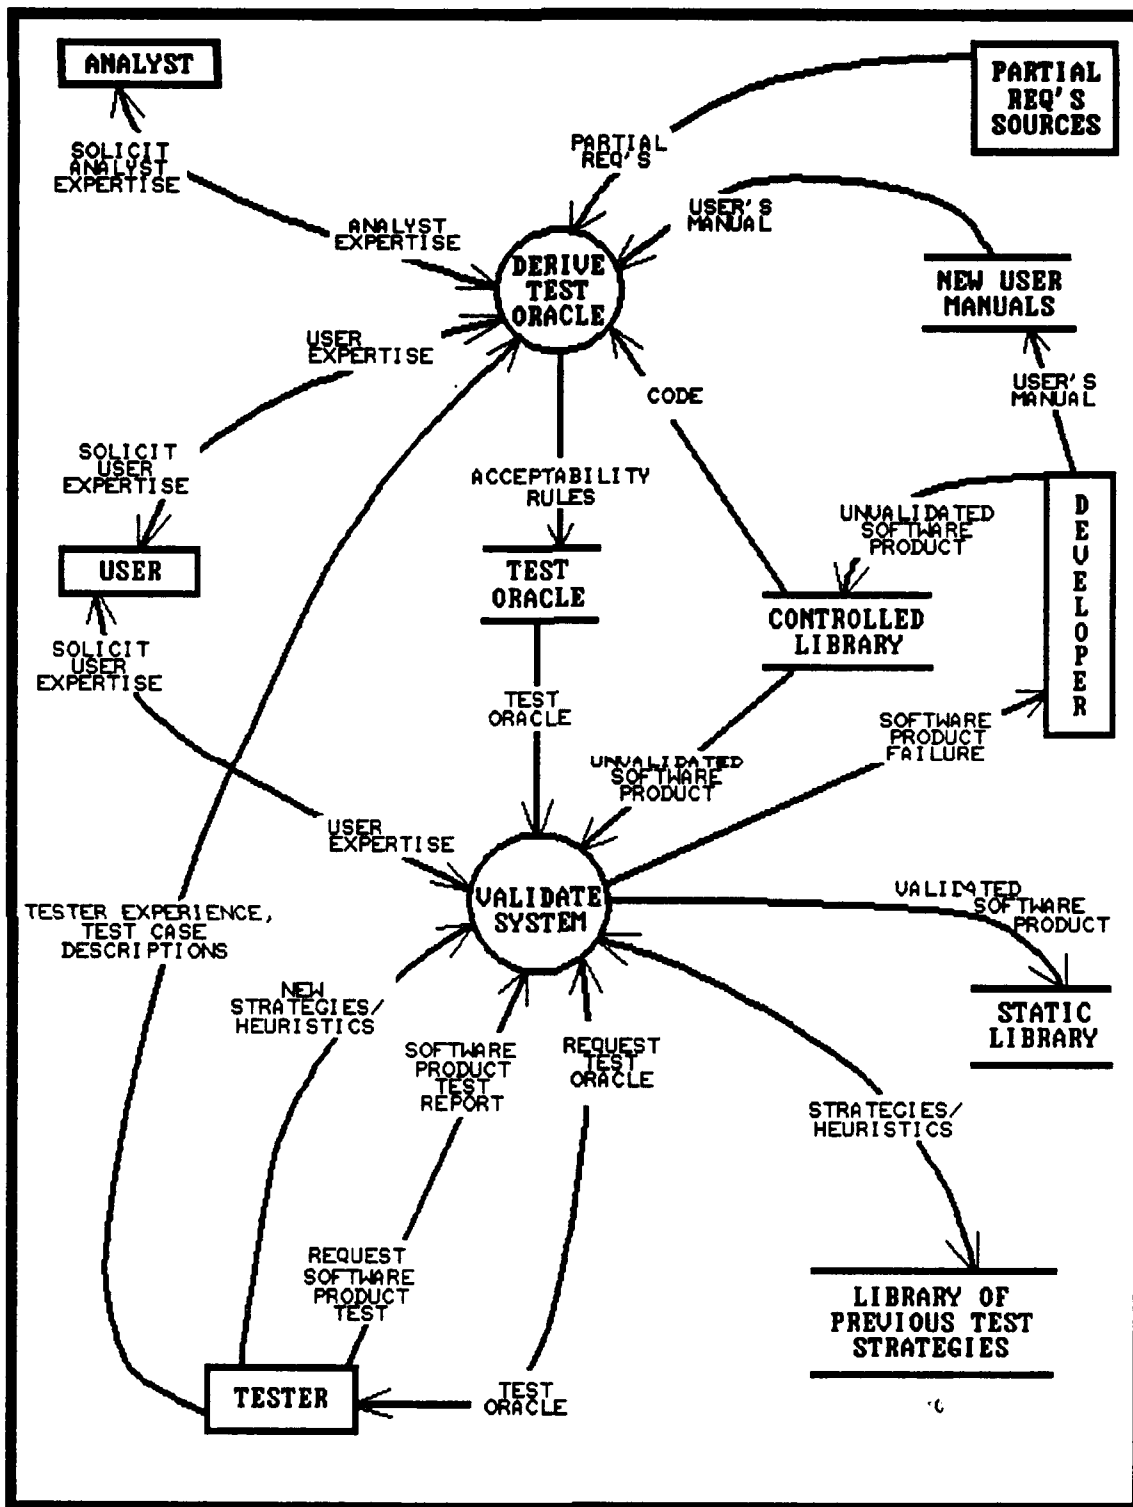 ANALYST
PARTIAL
REQ'S
SOURCES
SOLICIT
ANALYST
EXPERTISE
PARTIAL
REQ'S
USER'S
MANUAL
ANALYST
EXPERTISE
DERIVE
TEST
ORACLE
NEW USER
MANUALS
USER
EXPERTISE
CODE
USER'S
MANUAL
SOLICIT
USER
EXPERTISE
ACCEPTABILITY
RULES
UNVALIDATED
SOFTWARE
PRODUCT
DEVELOPER
USER
TEST
ORACLE
CONTROLLED
LIBRARY
SOLICIT
USER
EXPERTISE
TEST
ORACLE
SOFTWARE
PRODUCT
FAILURE
UNVALIDATED
SOFTWARE
PRODUCT
USER
EXPERTISE
VALIDATE
SYSTEM
VALIDATED
SOFTWARE
PRODUCT
TESTER EXPERIENCE,
TEST CASE
DESCRIPTIONS
NEW
STRATEGIES/
HEURISTICS
STATIC
LIBRARY
SOFTWARE
PRODUCT
TEST
REPORT
REQUEST
TEST
ORACLE
STRATEGIES/
HEURISTICS
REQUEST
SOFTWARE
PRODUCT
TEST
LIBRARY OF
PREVIOUS TEST
STRATEGIES
TESTER
TEST
ORACLE